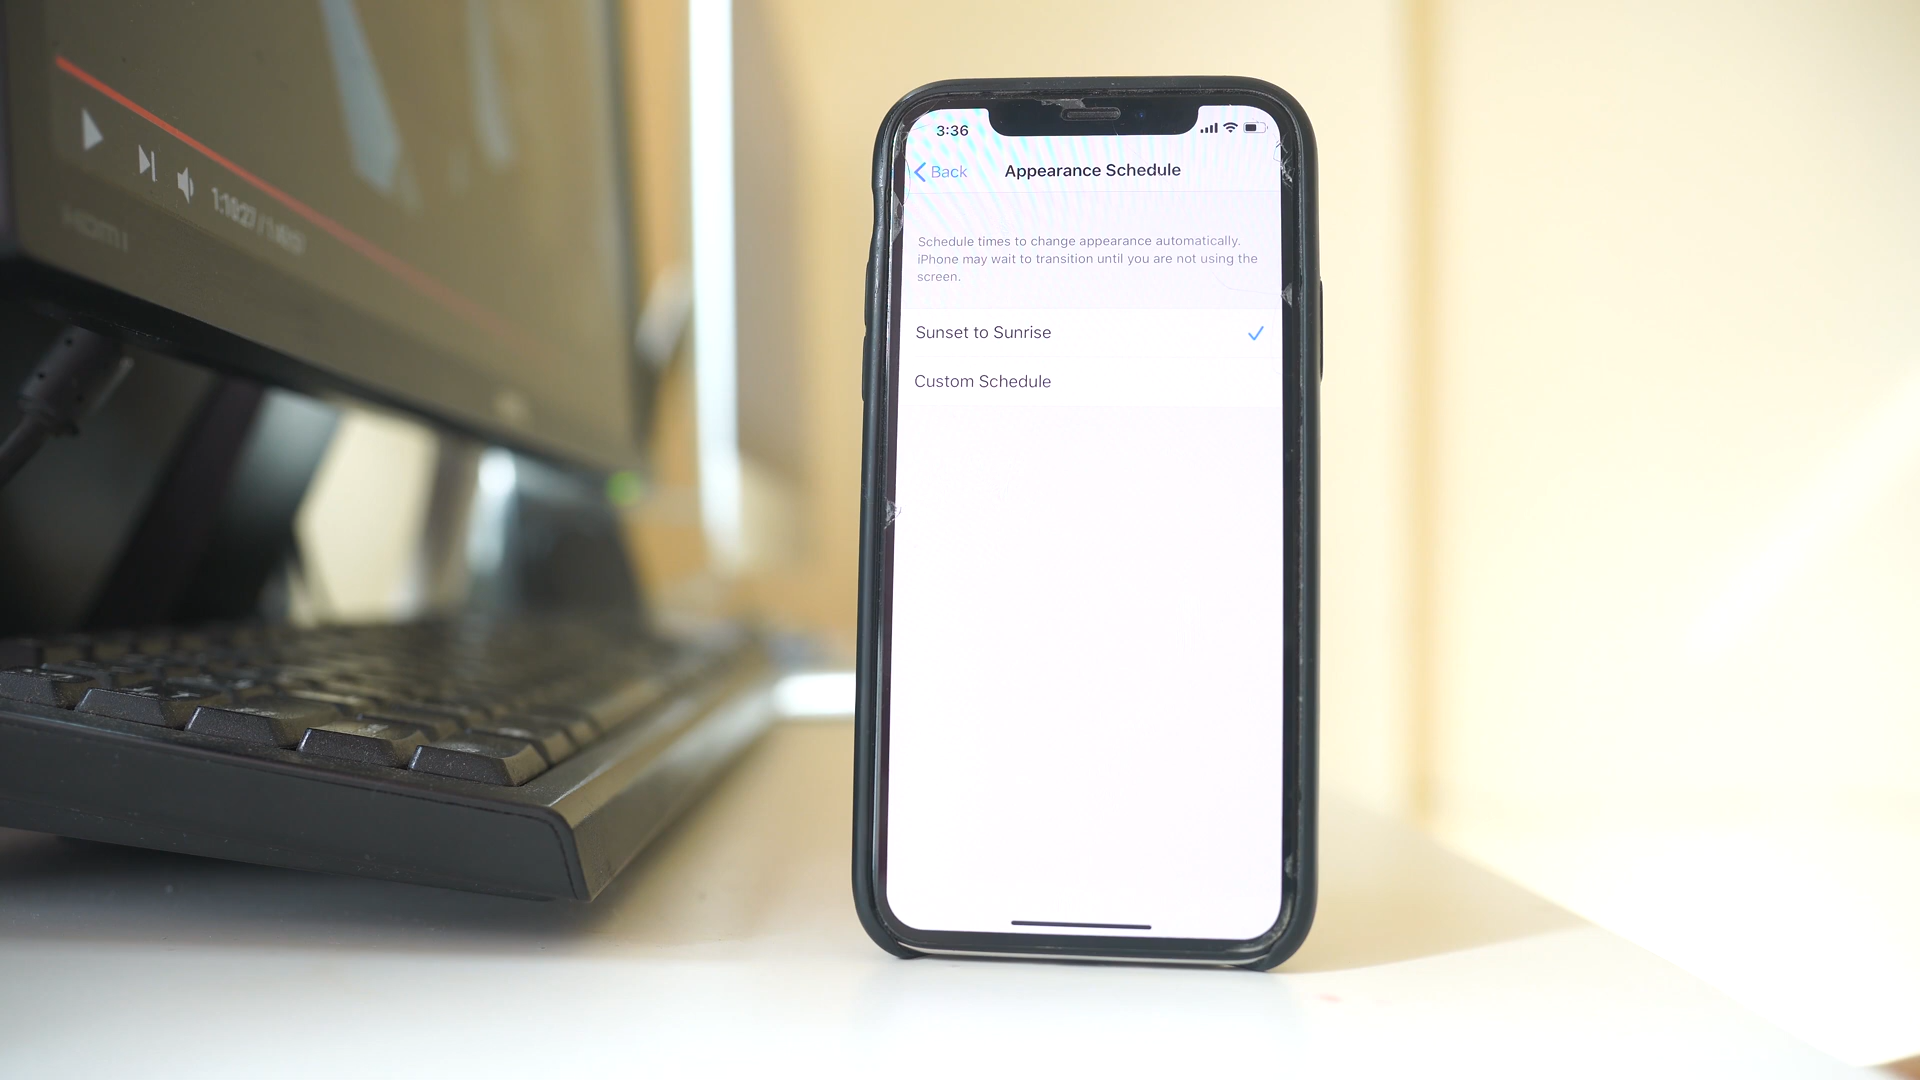 3:36
Back
Appearance Schedule
Schedule times to change appearance automatically.
iPhone may wait to transition until you are not using the
screen.
Sunset to Sunrise
Custom Schedule
HDMI